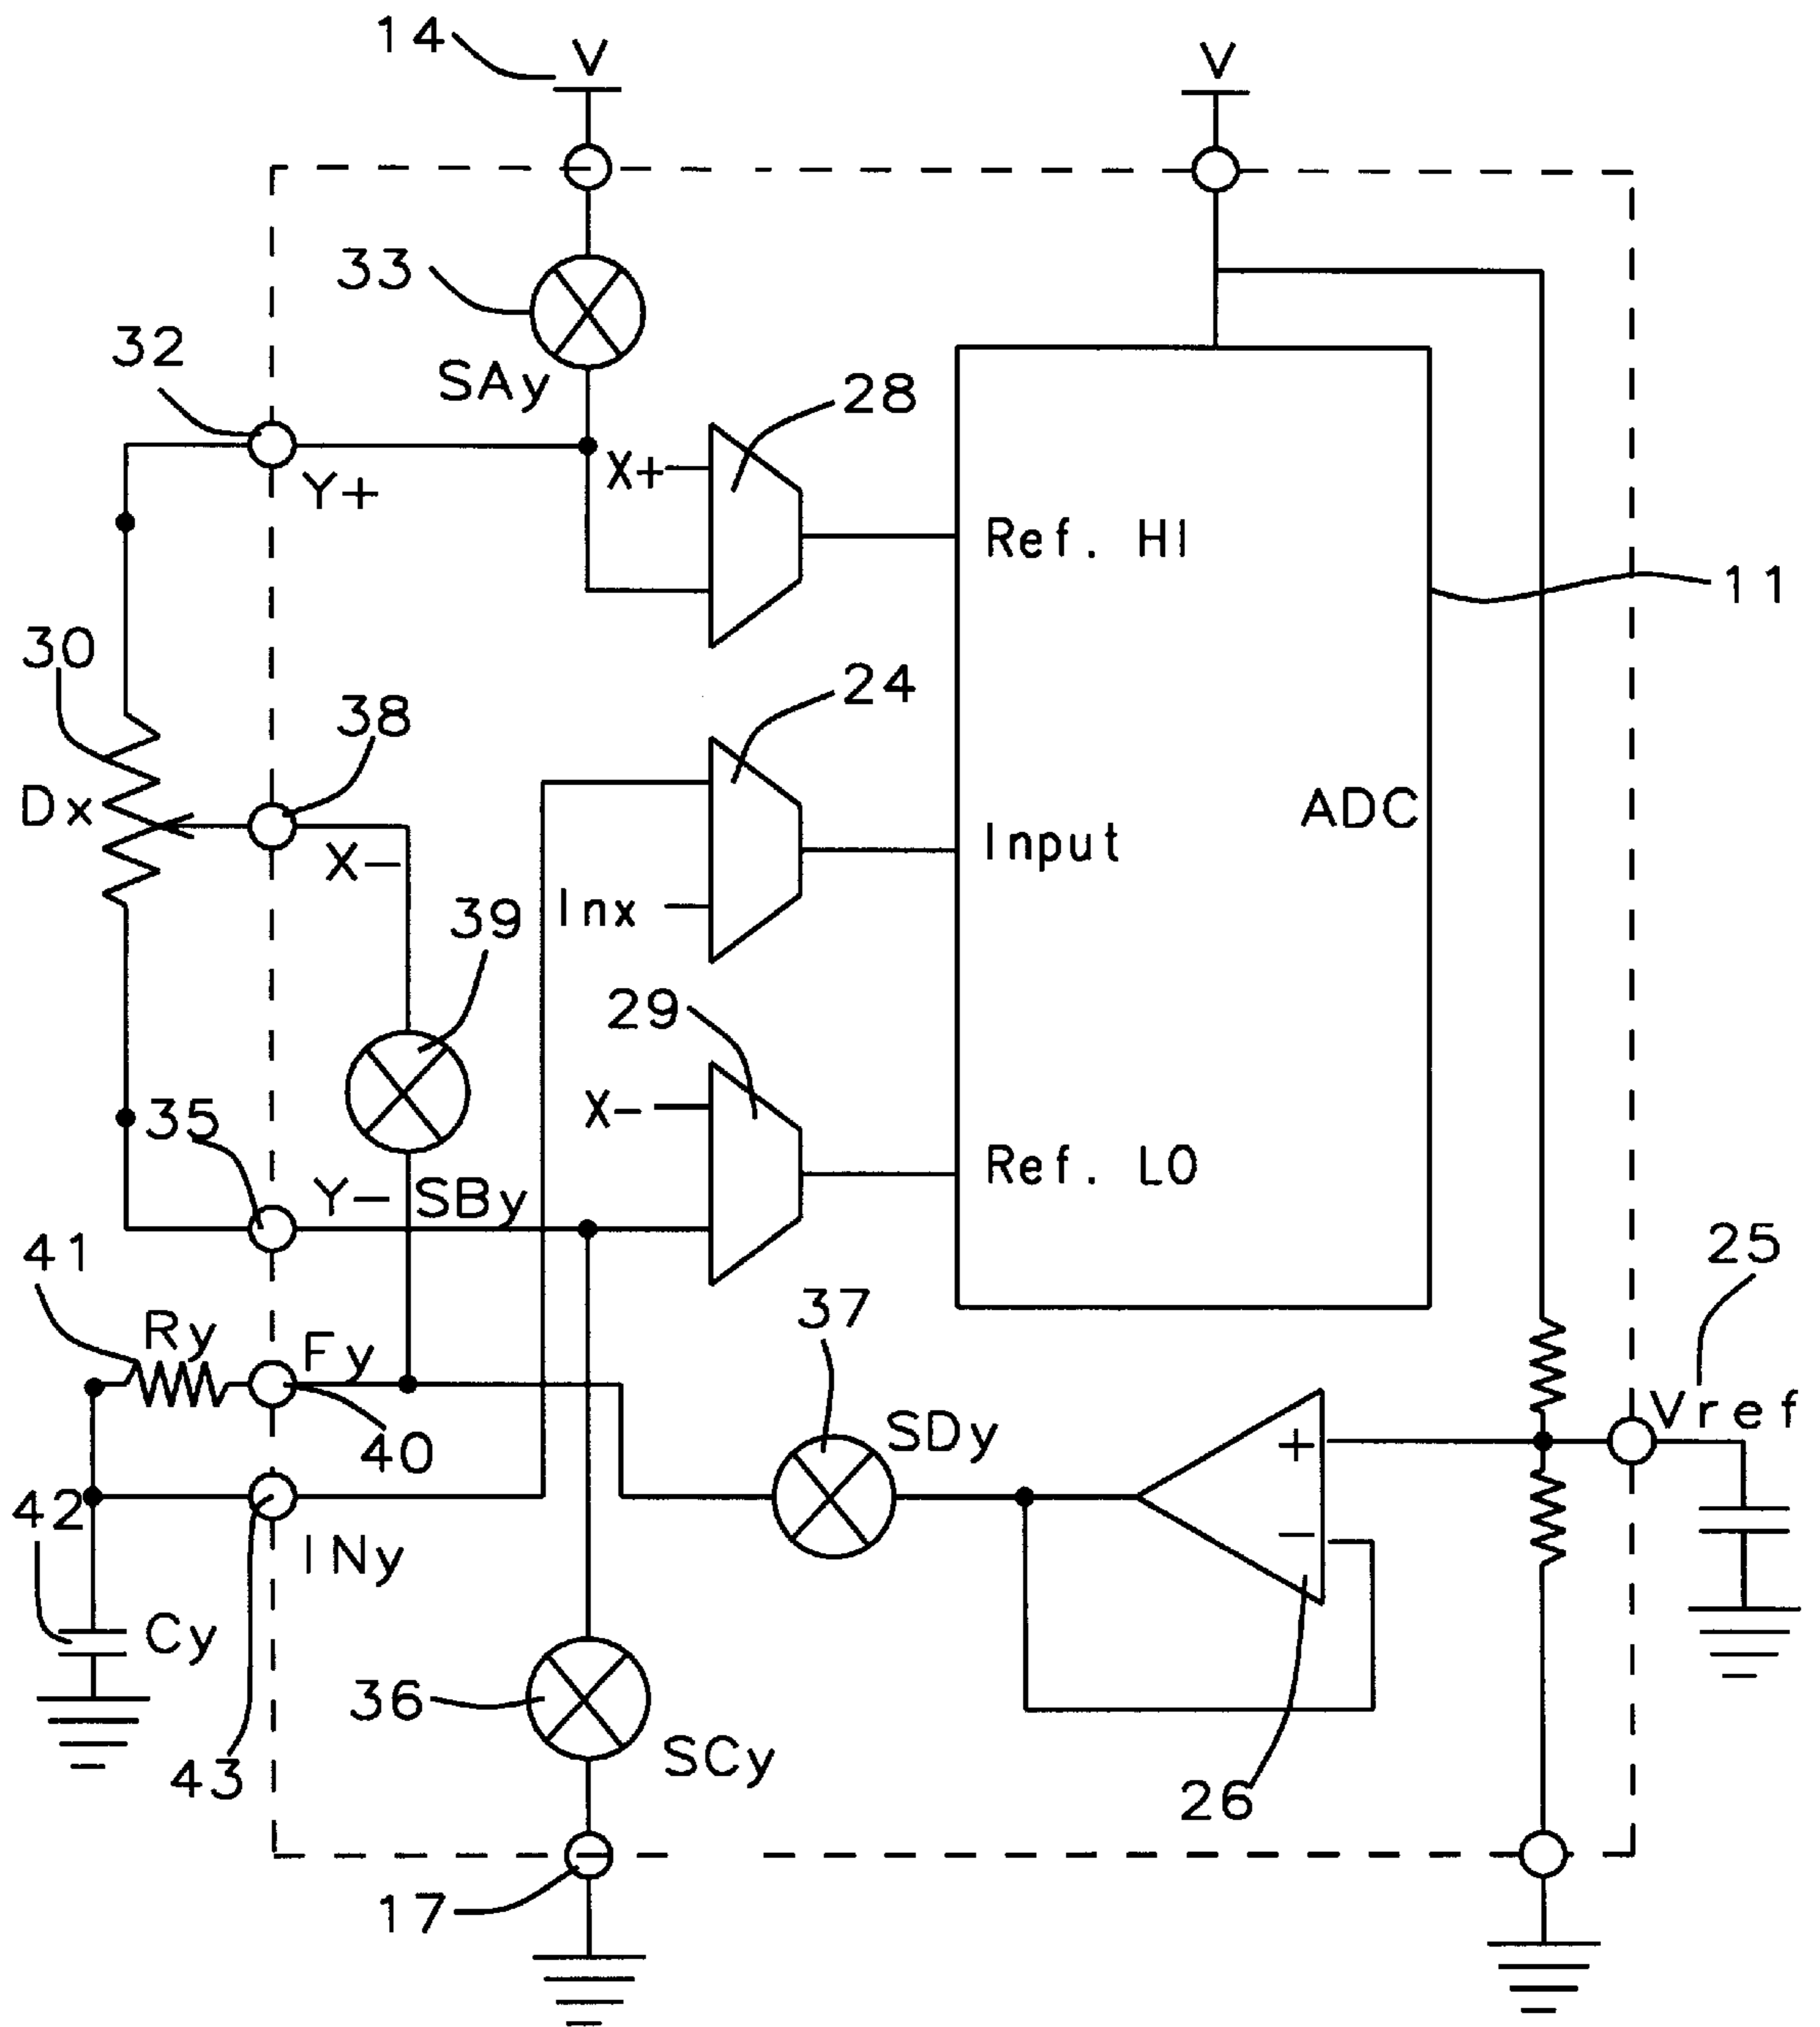 14
V
V
33
32
SAy
28
X+
Y+
Ref. HI
11
30
38
24
Dx
ADC
Input
X-
39
Inx
29
X-
35
Ref. LO
Y-
SBy
41
25
37
Ry
Fy
Vref
SDy
+
40
42
-
INy
Cy
36
SCy
43
26
17